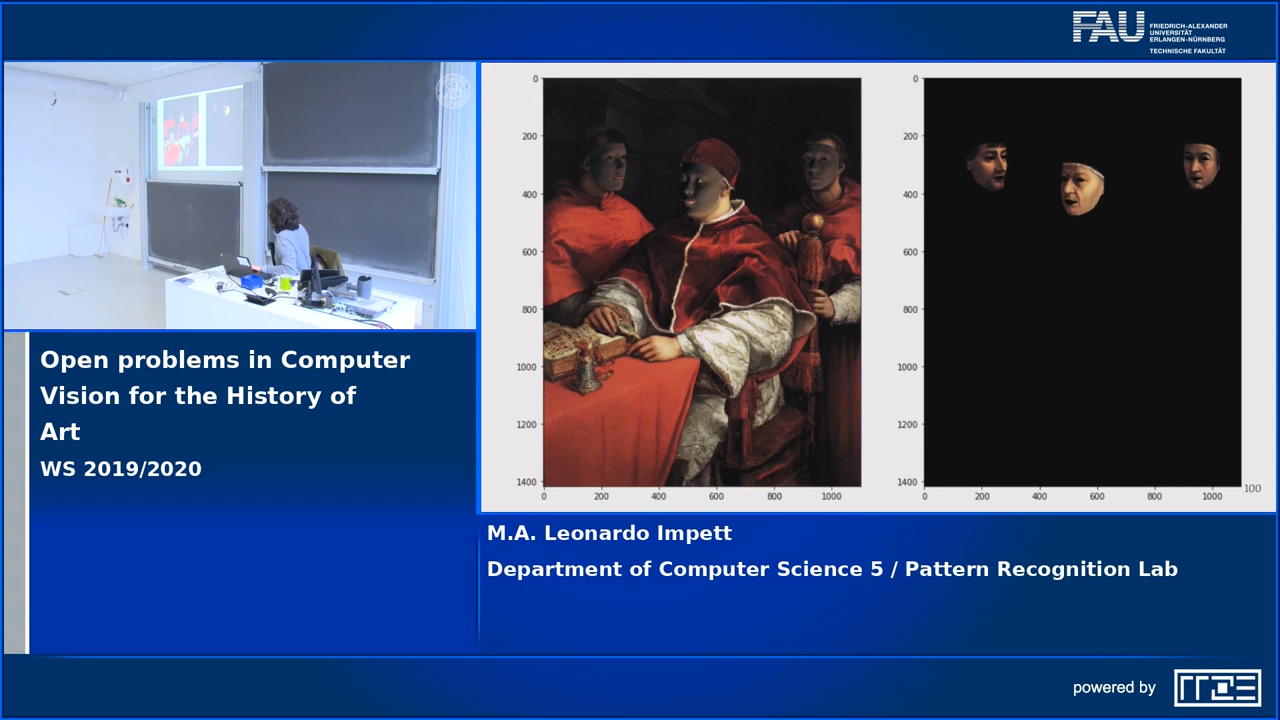 FAU
FRIEDRICH-ALEXANDER
UNIVERSITÄT
ERLANGEN-NÜRNBERG
TECHNISCHE FAKULTÄT
0
200
400
600
800
1000
1200
1400
0
200
400
600
800
1000
0
200
400
600
800
1000
1200
1400
0
200
400
600
800
1000
100
Open problems in Computer
Vision for the History of
Art
WS 2019/2020
M.A. Leonardo Impett
Department of Computer Science 5 / Pattern Recognition Lab
powered by
RRZE